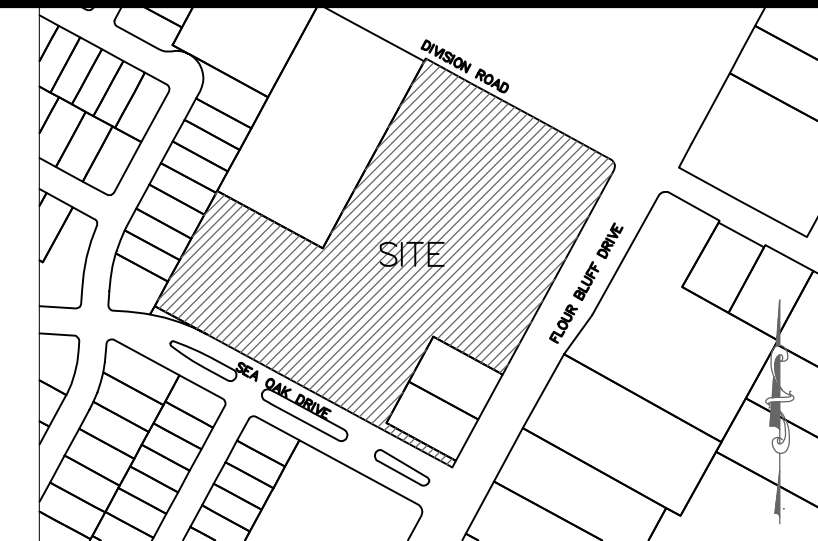 DIVISION ROAD
SITE
FLOUR BLUFF DRIVE
SEA OAK DRIVE